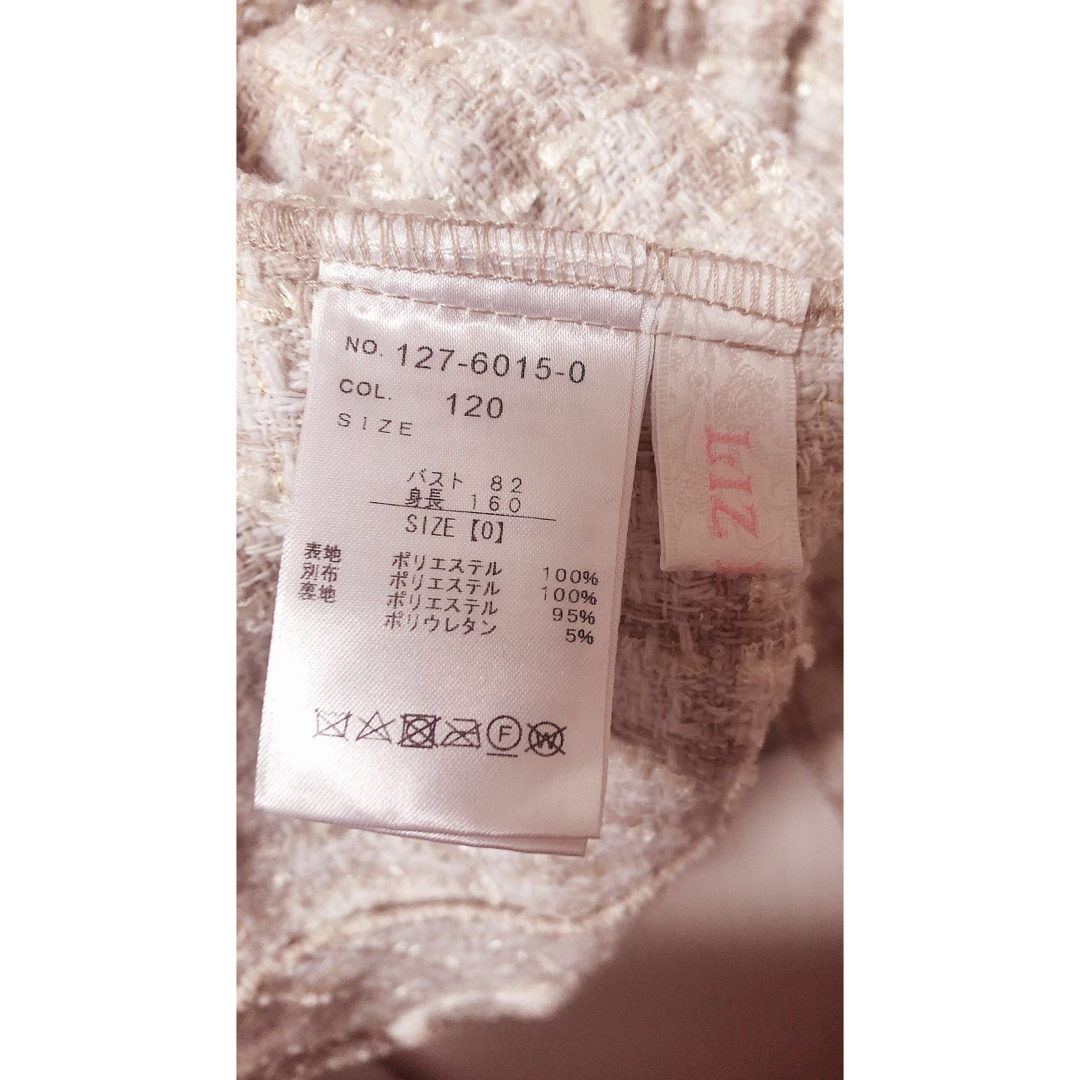 NO. 127-6015-0
COL. 120
SIZE
バスト 82
身長 160
SIZE【0】
表地 ポリエステル 100%
別布 ポリエステル 100%
裏地 ポリエステル 95%
ポリウレタン 5%
F
W
LIZ